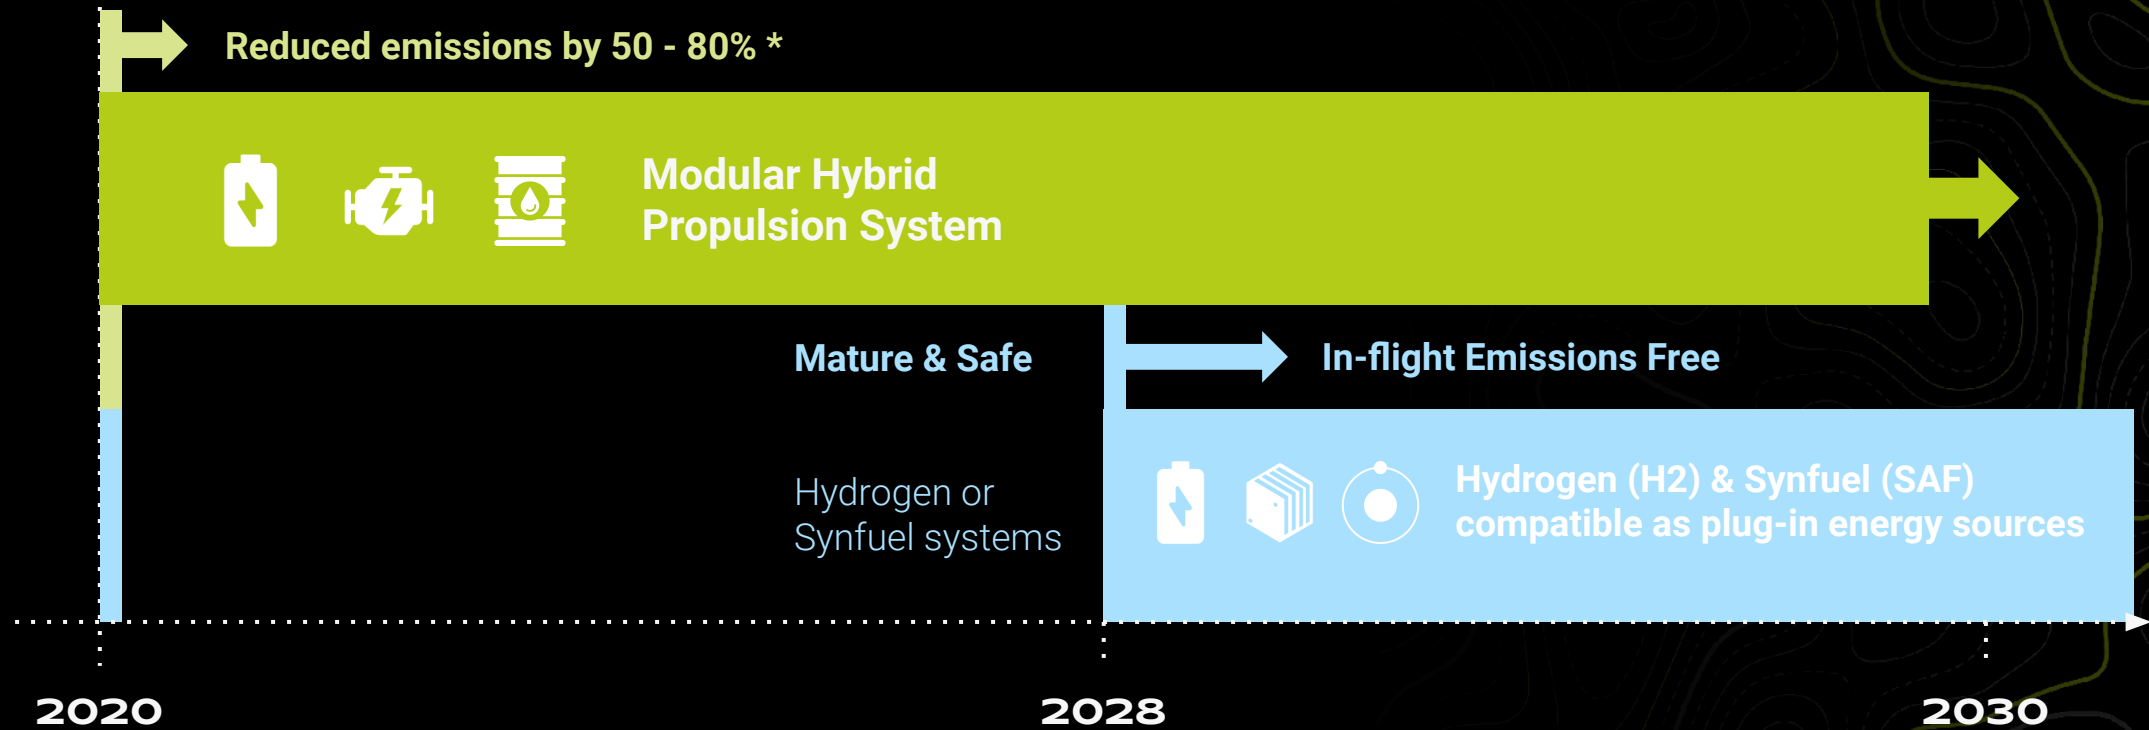 Reduced emissions by 50 - 80% *
Modular Hybrid
Propulsion System
Mature & Safe
In-flight Emissions Free
Hydrogen or
Synfuel systems
Hydrogen (H2) & Synfuel (SAF)
compatible as plug-in energy sources
2020
2028
2030